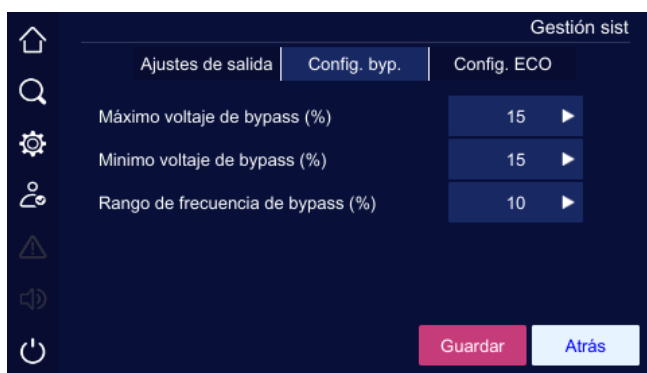 Gestión sist
Ajustes de salida Config. byp. Config. ECO
Máximo voltaje de bypass (%) 15
Minimo voltaje de bypass (%) 15
Rango de frecuencia de bypass (%) 10
Guardar Atrás